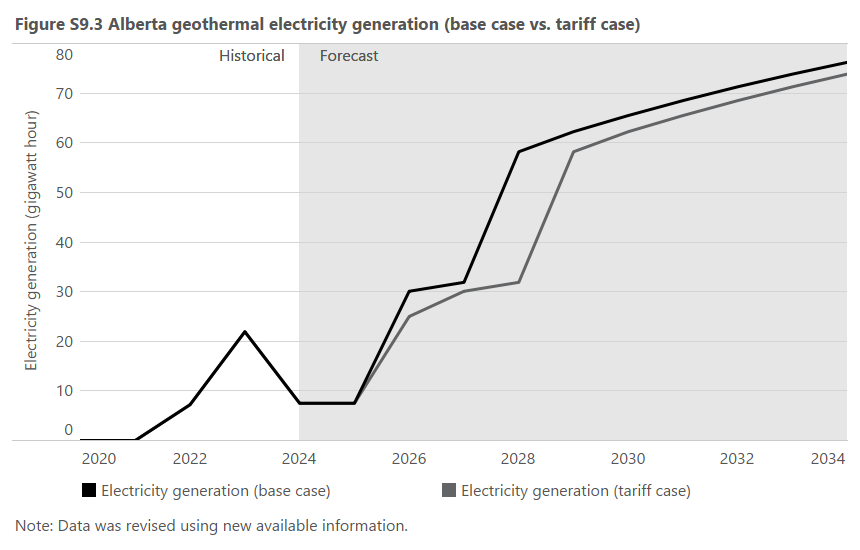 Figure S9.3 Alberta geothermal electricity generation (base case vs. tariff case)
Historical Forecast
80
70
60
50
40
30
20
10
0
Electricity generation (gigawatt hour)
2020 2022 2024 2026 2028 2030 2032 2034
Electricity generation (base case) Electricity generation (tariff case)
Note: Data was revised using new available information.